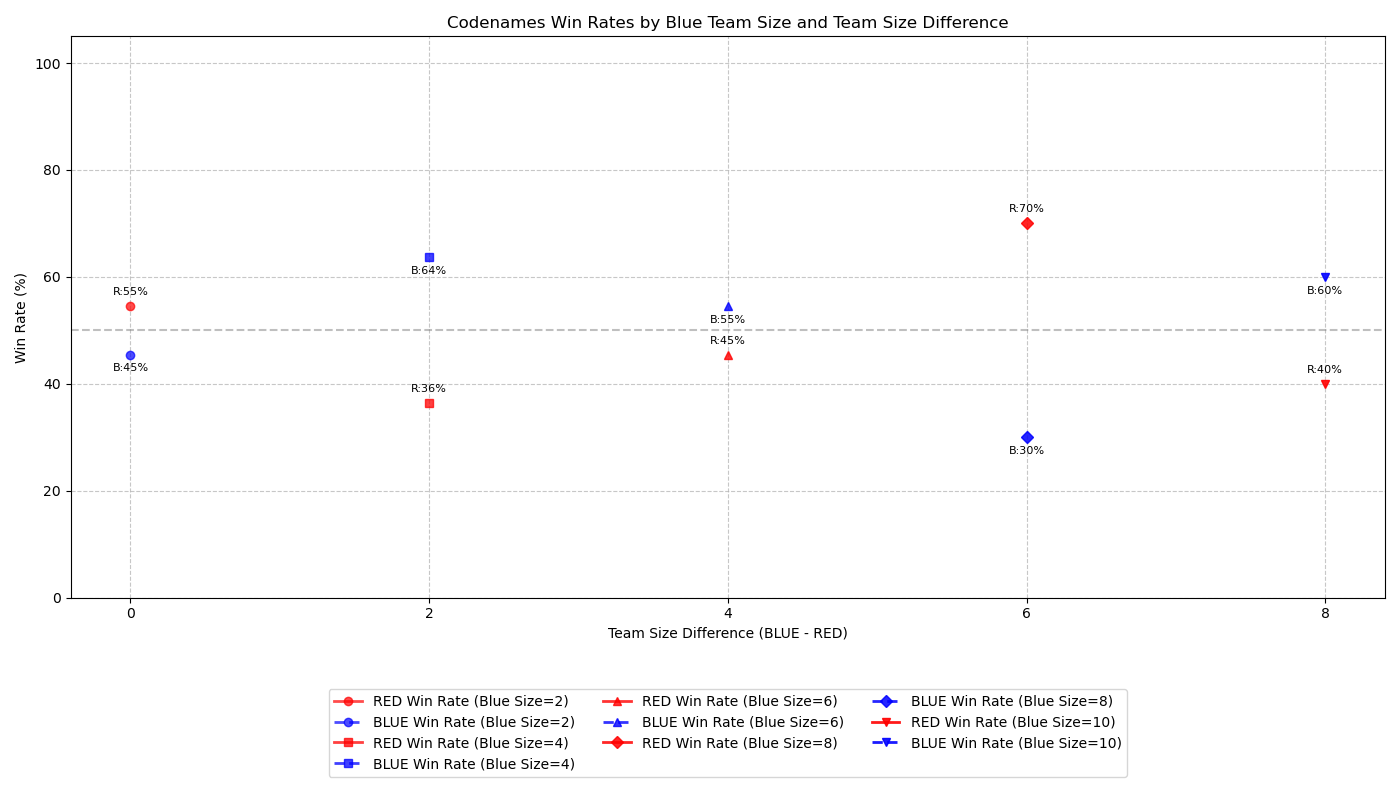 Codenames Win Rates by Blue Team Size and Team Size Difference
Win Rate (%)
100
80
60
40
20
0
R:55%
B:45%
B:64%
R:36%
B:55%
R:45%
R:70%
B:30%
B:60%
R:40%
0 2 4 6 8
Team Size Difference (BLUE - RED)
RED Win Rate (Blue Size=2)
BLUE Win Rate (Blue Size=2)
RED Win Rate (Blue Size=4)
BLUE Win Rate (Blue Size=4)
RED Win Rate (Blue Size=6)
BLUE Win Rate (Blue Size=6)
RED Win Rate (Blue Size=8)
BLUE Win Rate (Blue Size=8)
RED Win Rate (Blue Size=10)
BLUE Win Rate (Blue Size=10)